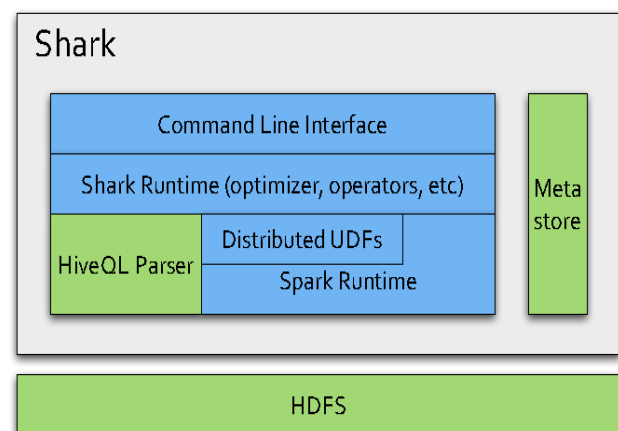 Shark
Command Line Interface
Shark Runtime (optimizer, operators, etc)
HiveQL Parser
Distributed UDFs
Spark Runtime
Meta
store
HDFS